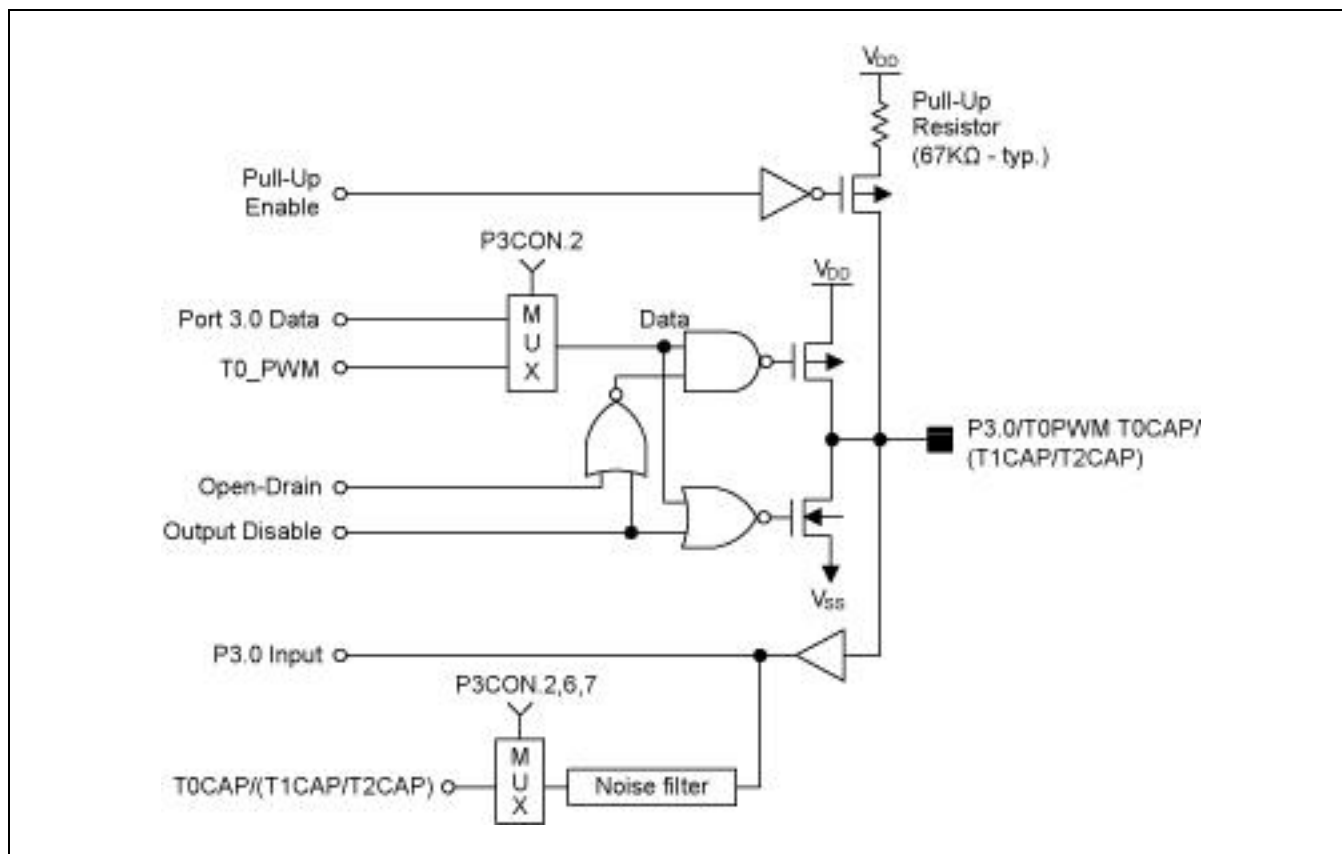 VDD
Pull-Up
Resistor
(67KΩ - typ.)
Pull-Up
Enable
P3CON.2
VDD
Port 3.0 Data
M
U
X
Data
T0_PWM
P3.0/T0PWM T0CAP/
(T1CAP/T2CAP)
Open-Drain
Output Disable
VSS
P3.0 Input
P3CON.2,6,7
T0CAP/(T1CAP/T2CAP)
M
U
X
Noise filter